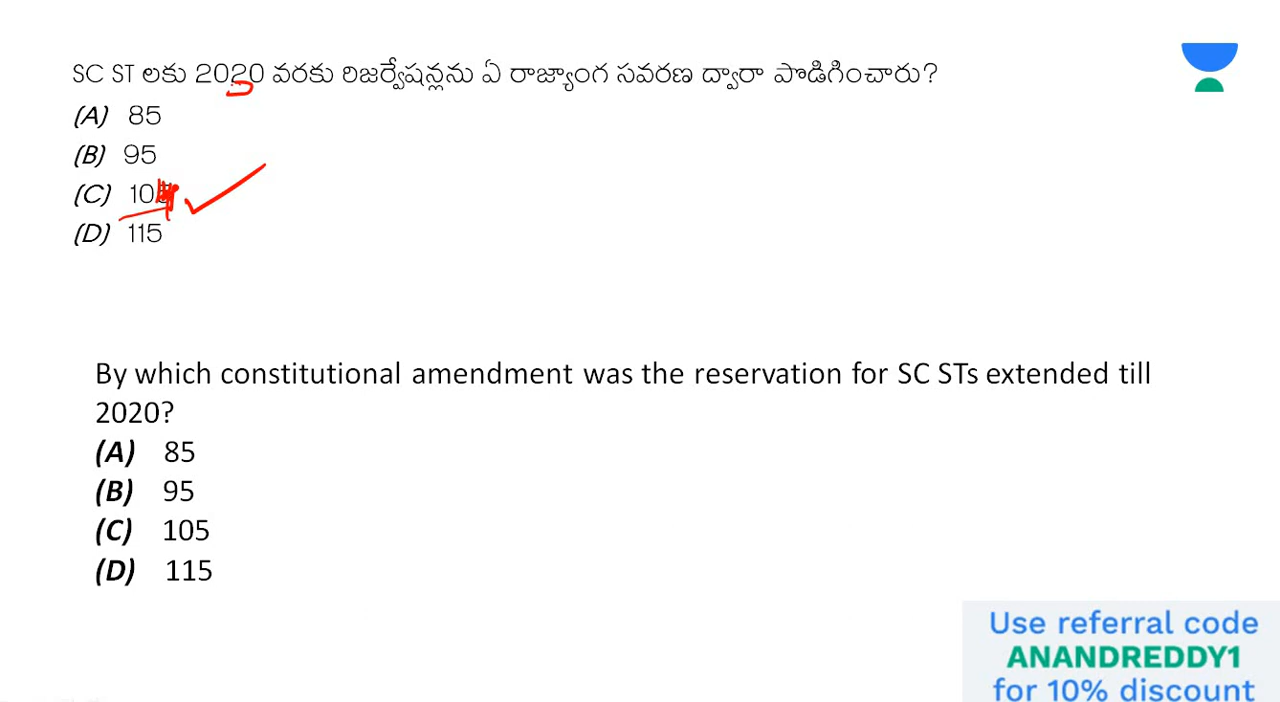 SC ST లకు 2020 వరకు రిజర్వేషన్లను ఏ రాజ్యాంగ సవరణ ద్వారా పొడిగించారు?
(A) 85
(B) 95
(C)
(D) 115
By which constitutional amendment was the reservation for SC STs extended till
2020?
(A) 85
(B) 95
(C) 105
(D) 115
Use referral code
ANANDREDDY1
for 10% discount